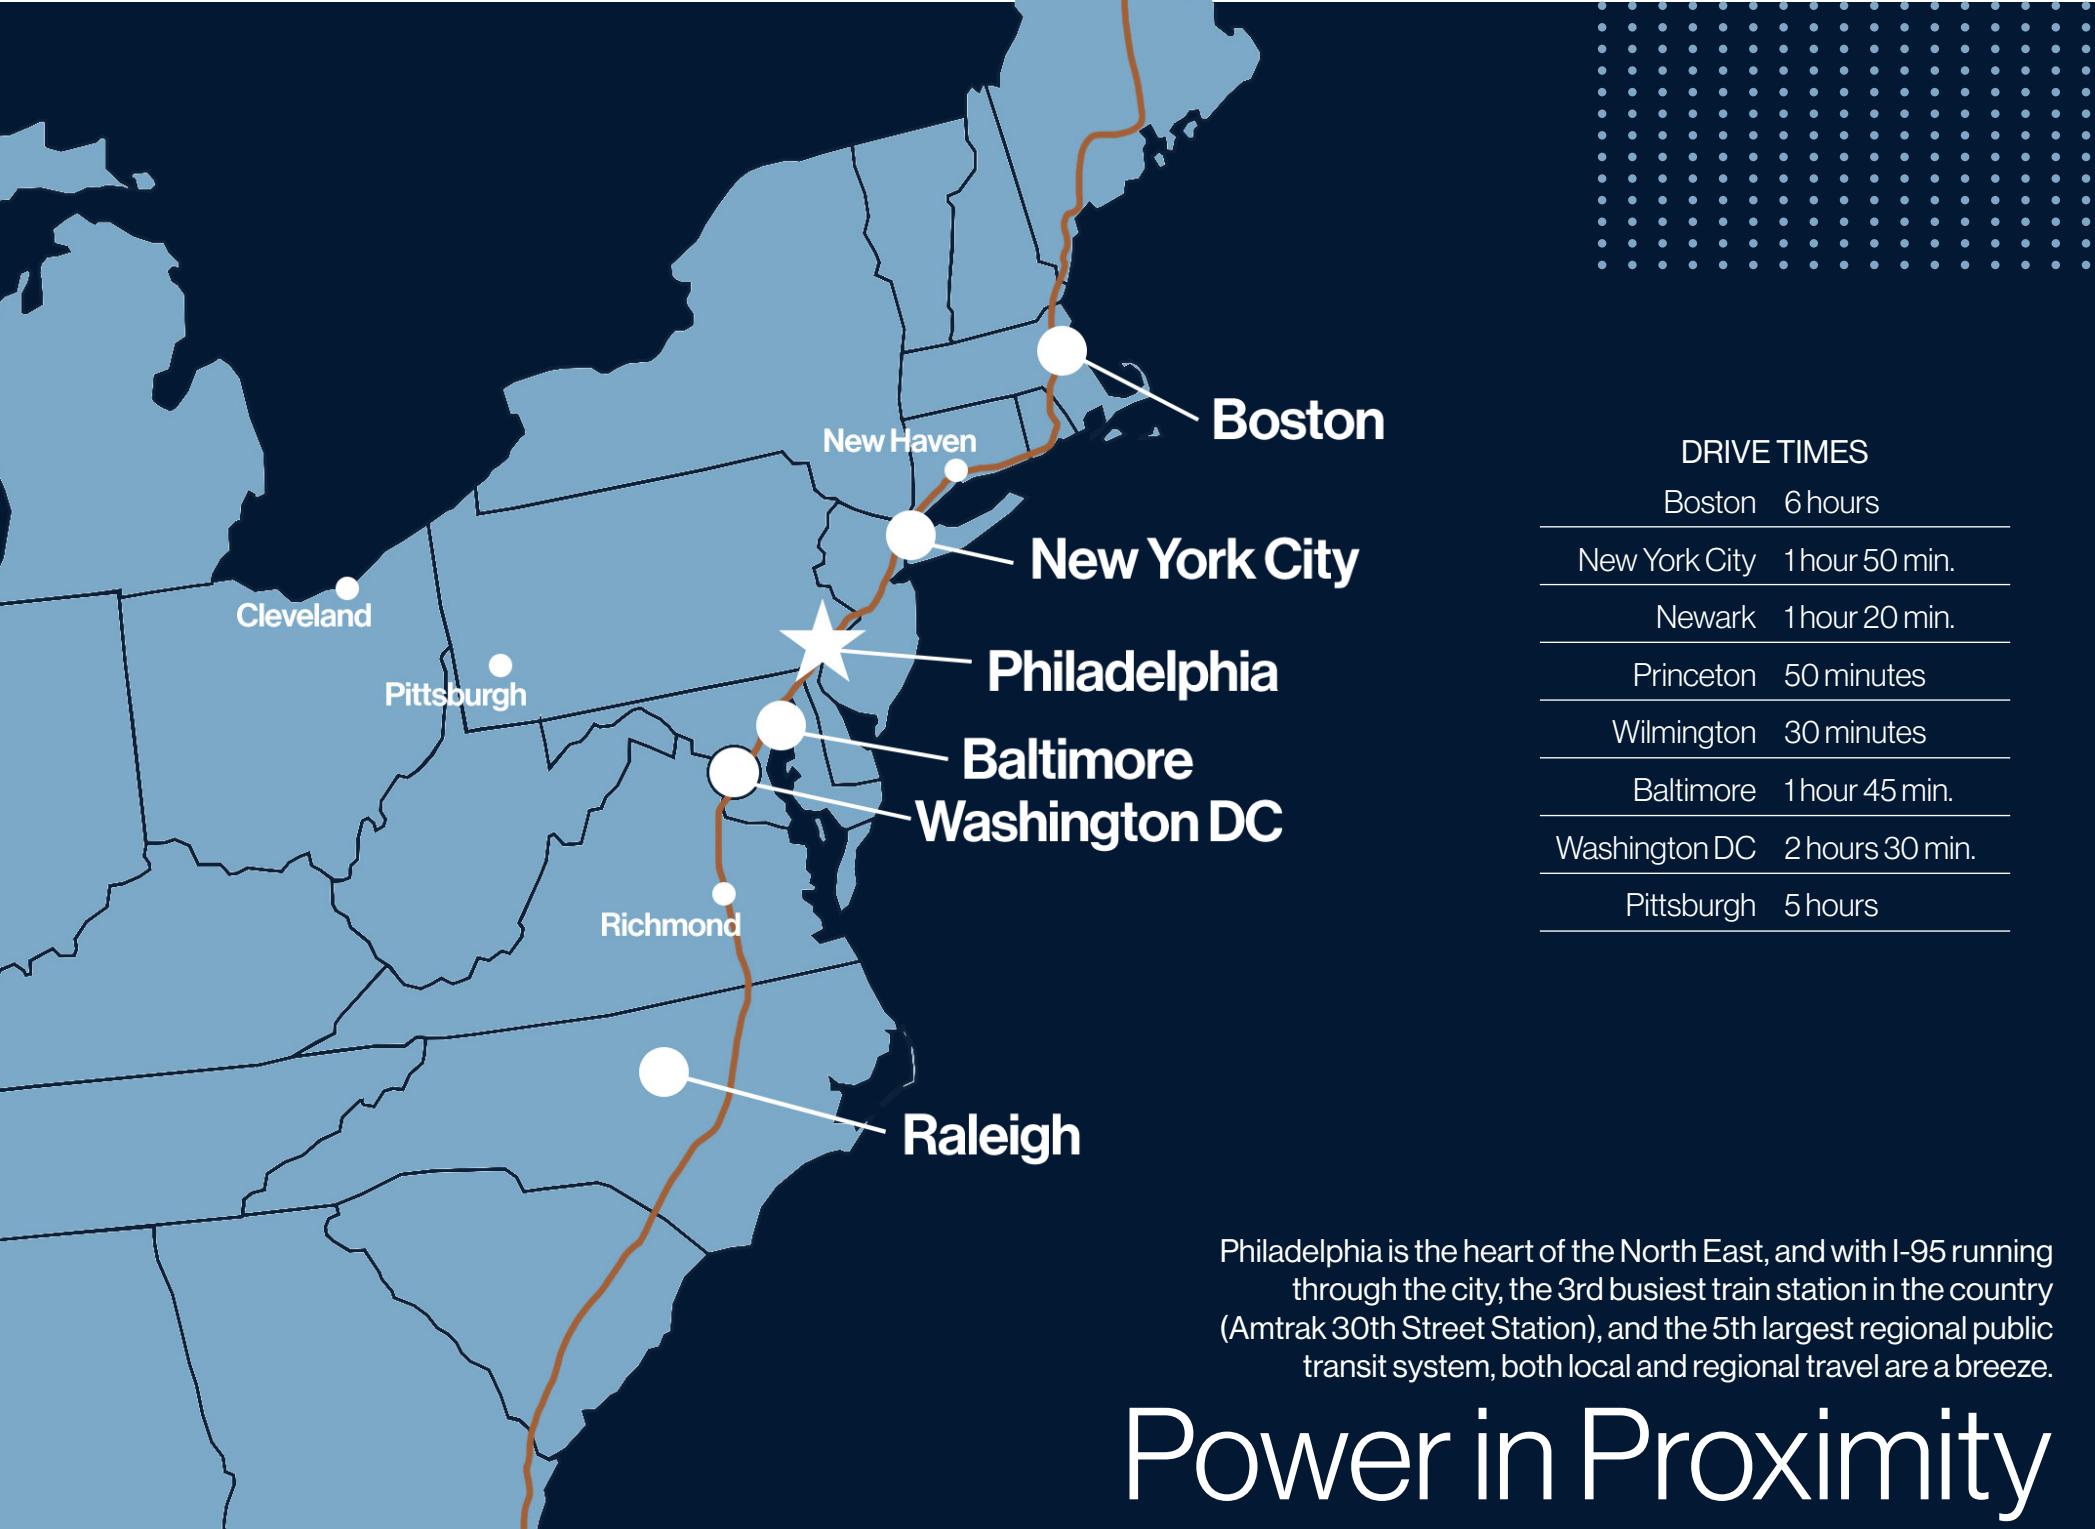 Boston
New Haven
New York City
Cleveland
Philadelphia
Pittsburgh
Baltimore
Washington DC
Richmond
Raleigh
DRIVE TIMES
Boston 6 hours
New York City 1 hour 50 min.
Newark 1 hour 20 min.
Princeton 50 minutes
Wilmington 30 minutes
Baltimore 1 hour 45 min.
Washington DC 2 hours 30 min.
Pittsburgh 5 hours
Philadelphia is the heart of the North East, and with I-95 running
through the city, the 3rd busiest train station in the country
(Amtrak 30th Street Station), and the 5th largest regional public
transit system, both local and regional travel are a breeze.
Power in Proximity